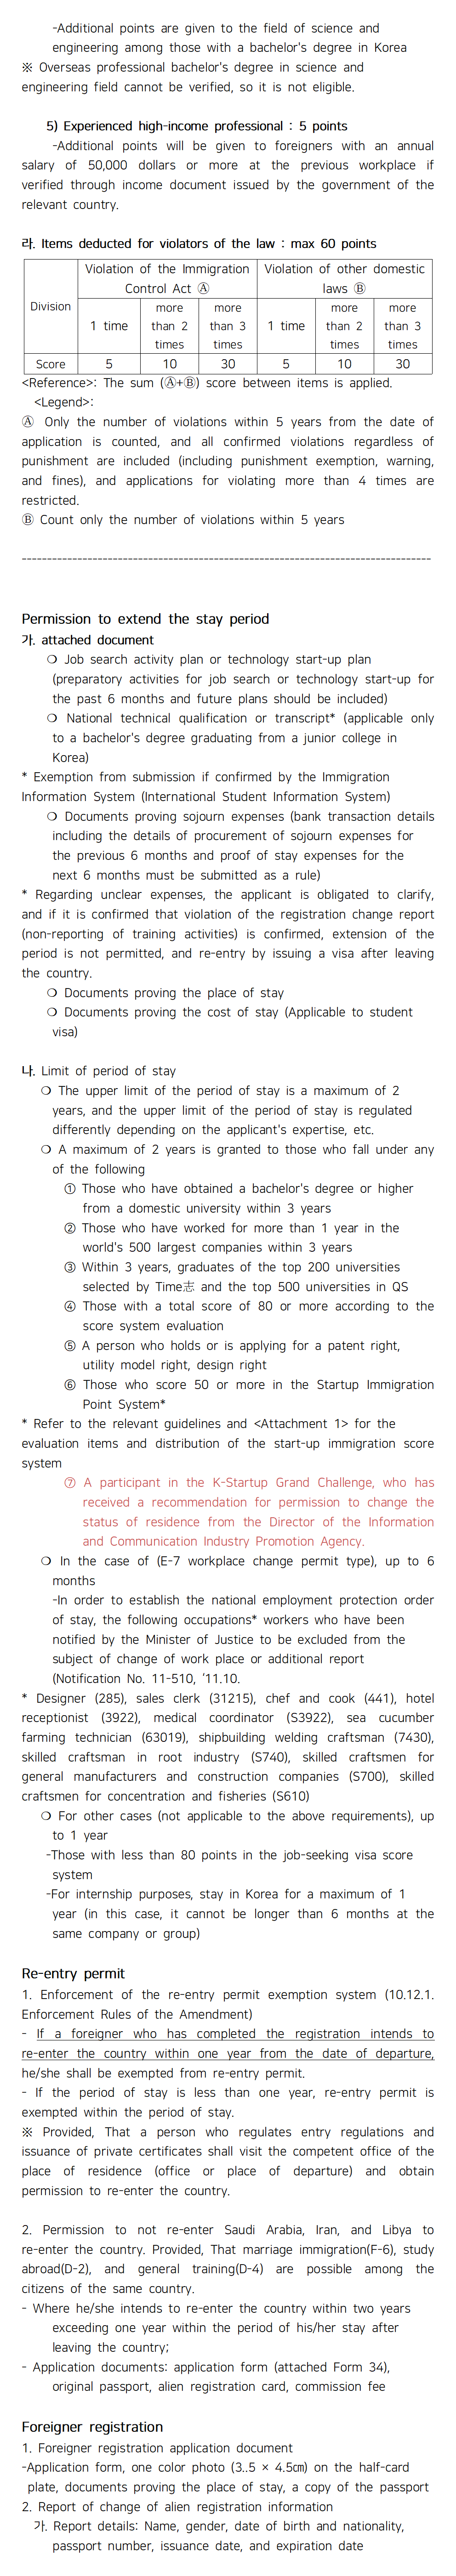 -Additional points are given to the field of science and
engineering among those with a bachelor's degree in Korea
※ Overseas professional bachelor's degree in science and
engineering field cannot be verified, so it is not eligible.
5) Experienced high-income professional : 5 points
-Additional points will be given to foreigners with an annual
salary of 50,000 dollars or more at the previous workplace if
verified through income document issued by the government of the
relevant country.
라. Items deducted for violators of the law : max 60 points
Division
Violation of the Immigration
Control Act Ⓐ
Violation of other domestic
laws Ⓑ
1 time
more
than 2
times
more
than 3
times
1 time
more
than 2
times
more
than 3
times
Score 5 10 30 5 10 30
<Reference>: The sum (Ⓐ+Ⓑ) score between items is applied.
<Legend>:
Ⓐ Only the number of violations within 5 years from the date of
application is counted, and all confirmed violations regardless of
punishment are included (including punishment exemption, warning,
and fines), and applications for violating more than 4 times are
restricted.
Ⓑ Count only the number of violations within 5 years
--------------------------------------------------------------------------------
Permission to extend the stay period
가. attached document
❍ Job search activity plan or technology start-up plan
(preparatory activities for job search or technology start-up for
the past 6 months and future plans should be included)
❍ National technical qualification or transcript* (applicable only
to a bachelor's degree graduating from a junior college in
Korea)
* Exemption from submission if confirmed by the Immigration
Information System (International Student Information System)
❍ Documents proving sojourn expenses (bank transaction details
including the details of procurement of sojourn expenses for
the previous 6 months and proof of stay expenses for the
next 6 months must be submitted as a rule)
* Regarding unclear expenses, the applicant is obligated to clarify,
and if it is confirmed that violation of the registration change report
(non-reporting of training activities) is confirmed, extension of the
period is not permitted, and re-entry by issuing a visa after leaving
the country.
❍ Documents proving the place of stay
❍ Documents proving the cost of stay (Applicable to student
visa)
나. Limit of period of stay
❍ The upper limit of the period of stay is a maximum of 2
years, and the upper limit of the period of stay is regulated
differently depending on the applicant's expertise, etc.
❍ A maximum of 2 years is granted to those who fall under any
of the following
① Those who have obtained a bachelor's degree or higher
from a domestic university within 3 years
② Those who have worked for more than 1 year in the
world's 500 largest companies within 3 years
③ Within 3 years, graduates of the top 200 universities
selected by Time志 and the top 500 universities in QS
④ Those with a total score of 80 or more according to the
score system evaluation
⑤ A person who holds or is applying for a patent right,
utility model right, design right
⑥ Those who score 50 or more in the Startup Immigration
Point System*
* Refer to the relevant guidelines and <Attachment 1> for the
evaluation items and distribution of the start-up immigration score
system
⑦ A participant in the K-Startup Grand Challenge, who has
received a recommendation for permission to change the
status of residence from the Director of the Information
and Communication Industry Promotion Agency.
❍ In the case of (E-7 workplace change permit type), up to 6
months
-In order to establish the national employment protection order
of stay, the following occupations* workers who have been
notified by the Minister of Justice to be excluded from the
subject of change of work place or additional report
(Notification No. 11-510, '11.10.
* Designer (285), sales clerk (31215), chef and cook (441), hotel
receptionist (3922), medical coordinator (S3922), sea cucumber
farming technician (63019), shipbuilding welding craftsman (7430),
skilled craftsman in root industry (S740), skilled craftsmen for
general manufacturers and construction companies (S700), skilled
craftsmen for concentration and fisheries (S610)
❍ For other cases (not applicable to the above requirements), up
to 1 year
-Those with less than 80 points in the job-seeking visa score
system
-For internship purposes, stay in Korea for a maximum of 1
year (in this case, it cannot be longer than 6 months at the
same company or group)
Re-entry permit
1. Enforcement of the re-entry permit exemption system (10.12.1.
Enforcement Rules of the Amendment)
- If a foreigner who has completed the registration intends to
re-enter the country within one year from the date of departure,
he/she shall be exempted from re-entry permit.
- If the period of stay is less than one year, re-entry permit is
exempted within the period of stay.
※ Provided, That a person who regulates entry regulations and
issuance of private certificates shall visit the competent office of the
place of residence (office or place of departure) and obtain
permission to re-enter the country.
2. Permission to not re-enter Saudi Arabia, Iran, and Libya to
re-enter the country. Provided, That marriage immigration(F-6), study
abroad(D-2), and general training(D-4) are possible among the
citizens of the same country.
- Where he/she intends to re-enter the country within two years
exceeding one year within the period of his/her stay after
leaving the country;
- Application documents: application form (attached Form 34),
original passport, alien registration card, commission fee
Foreigner registration
1. Foreigner registration application document
-Application form, one color photo (3..5 × 4.5㎝) on the half-card
plate, documents proving the place of stay, a copy of the passport
2. Report of change of alien registration information
가. Report details: Name, gender, date of birth and nationality,
passport number, issuance date, and expiration date